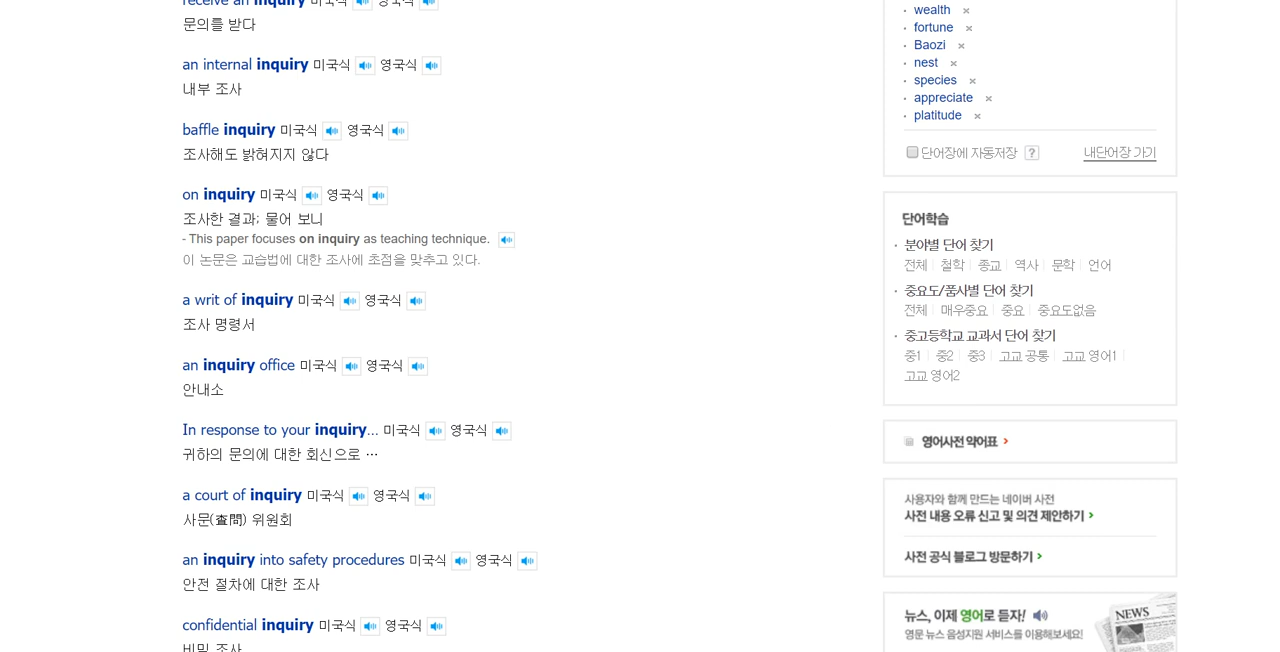 receive an inquiry 미국식 영국식
문의를 받다
an internal inquiry 미국식 영국식
내부 조사
baffle inquiry 미국식 영국식
조사해도 밝혀지지 않다
on inquiry 미국식 영국식
조사한 결과; 물어 보니
- This paper focuses on inquiry as teaching technique.
이 논문은 교습법에 대한 조사에 초점을 맞추고 있다.
a writ of inquiry 미국식 영국식
조사 명령서
an inquiry office 미국식 영국식
안내소
In response to your inquiry... 미국식 영국식
귀하의 문의에 대한 회신으로 …
a court of inquiry 미국식 영국식
사문(査問) 위원회
an inquiry into safety procedures 미국식 영국식
안전 절차에 대한 조사
confidential inquiry 미국식 영국식
비밀 조사
wealth
fortune
Baozi
nest
species
appreciate
platitude
단어장에 자동저장 ? 내단어장 가기
단어학습
분야별 단어 찾기
전체 철학 종교 역사 문학 언어
중요도/품사별 단어 찾기
전체 매우중요 중요 중요도없음
중고등학교 교과서 단어 찾기
중1 중2 중3 고교 공통 고교 영어1
고교 영어2
영어사전 약어표
사용자와 함께 만드는 네이버 사전
사전 내용 오류 신고 및 의견 제안하기
사전 공식 블로그 방문하기
뉴스, 이제 영어로 듣자!
영문 뉴스 음성지원 서비스를 이용해보세요!
NEWS